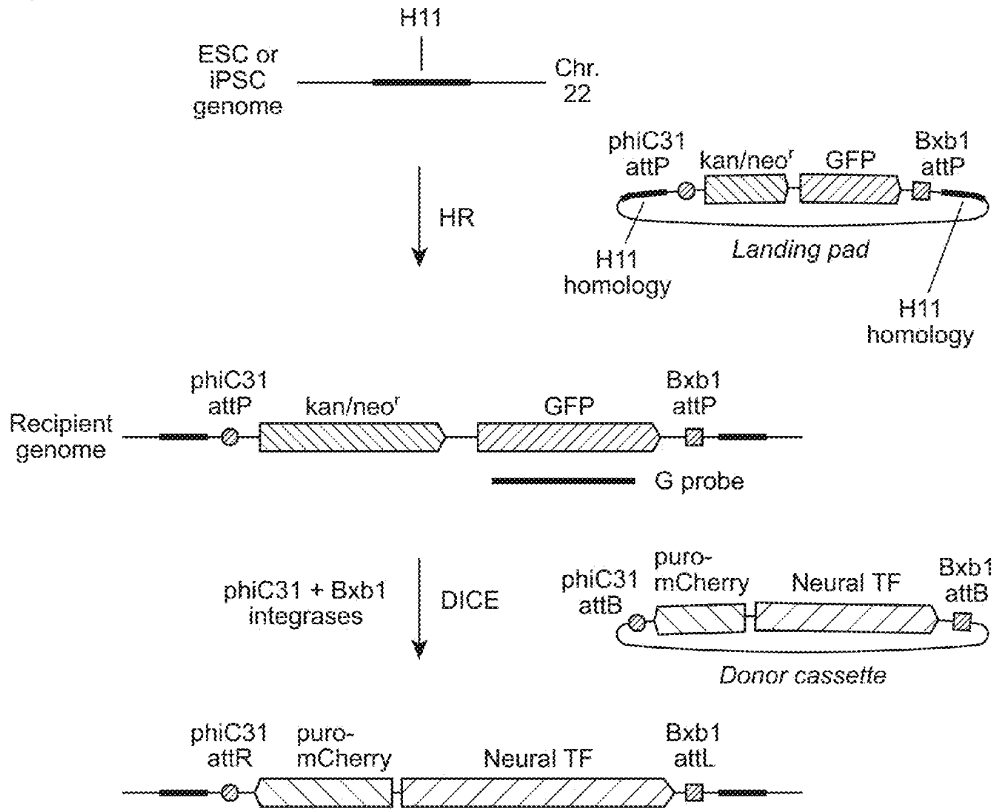 H11
ESC or
iPSC
genome
Chr.
22
HR
phiC31
attP
kan/neoʳ
GFP
Bxb1
attP
H11
homology
Landing pad
H11
homology
Recipient
genome
phiC31
attP
kan/neoʳ
GFP
Bxb1
attP
G probe
phiC31 + Bxb1
integrases
DICE
phiC31
attB
puro-
mCherry
Neural TF
Bxb1
attB
Donor cassette
phiC31
attR
puro-
mCherry
Neural TF
Bxb1
attL